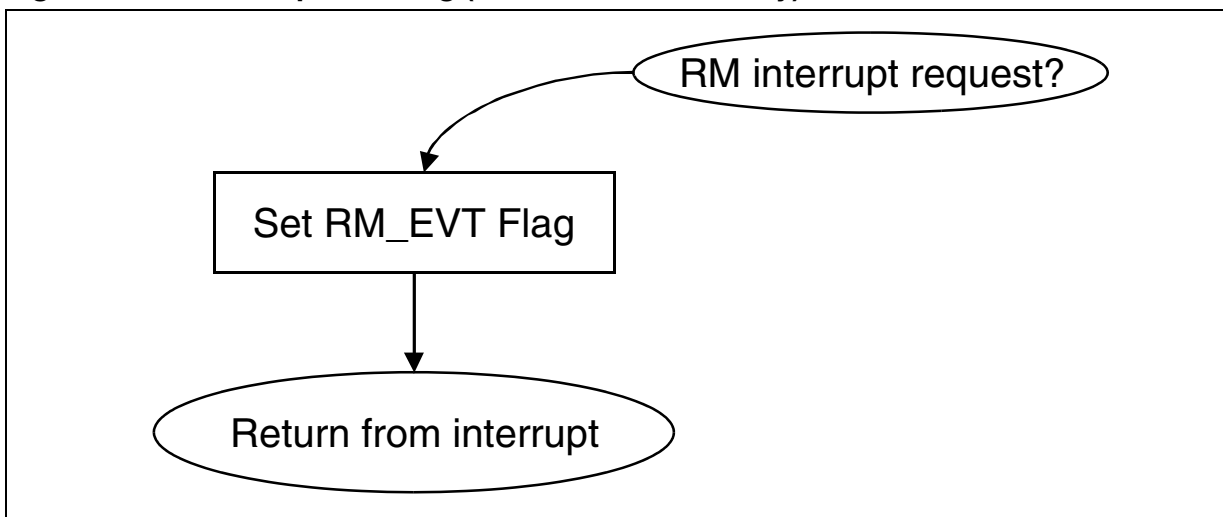 RM interrupt request?
Set RM_EVT Flag
Return from interrupt